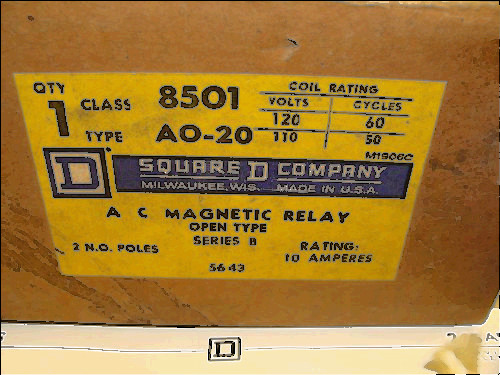 QTY
1
CLASS 8501
TYPE AO-20
COIL RATING
VOLTS CYCLES
120 60
110 50
M1906C
D SQUARE D COMPANY
MILWAUKEE, WIS. MADE IN U.S.A.
A C MAGNETIC RELAY
OPEN TYPE
SERIES B
2 N.O. POLES
RATING:
10 AMPERES
5643
D